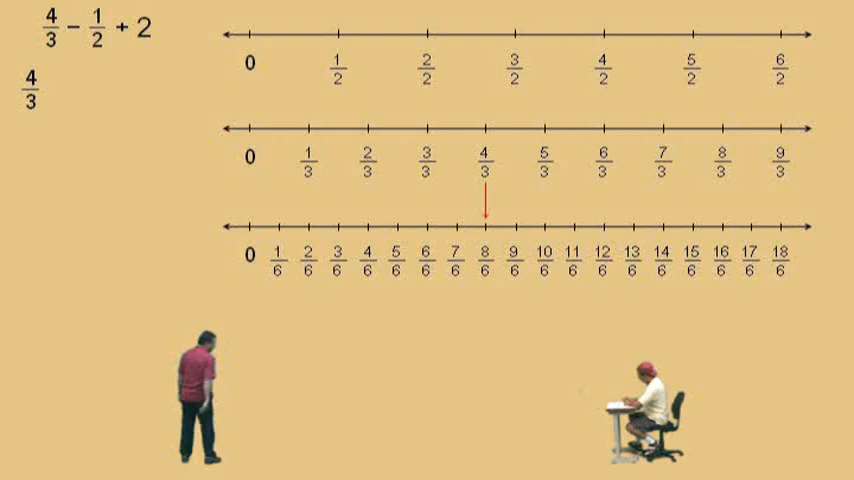 4/3 − 1/2 + 2
4/3
0 1/2 2/2 3/2 4/2 5/2 6/2
0 1/3 2/3 3/3 4/3 5/3 6/3 7/3 8/3 9/3
0 1/6 2/6 3/6 4/6 5/6 6/6 7/6 8/6 9/6 10/6 11/6 12/6 13/6 14/6 15/6 16/6 17/6 18/6